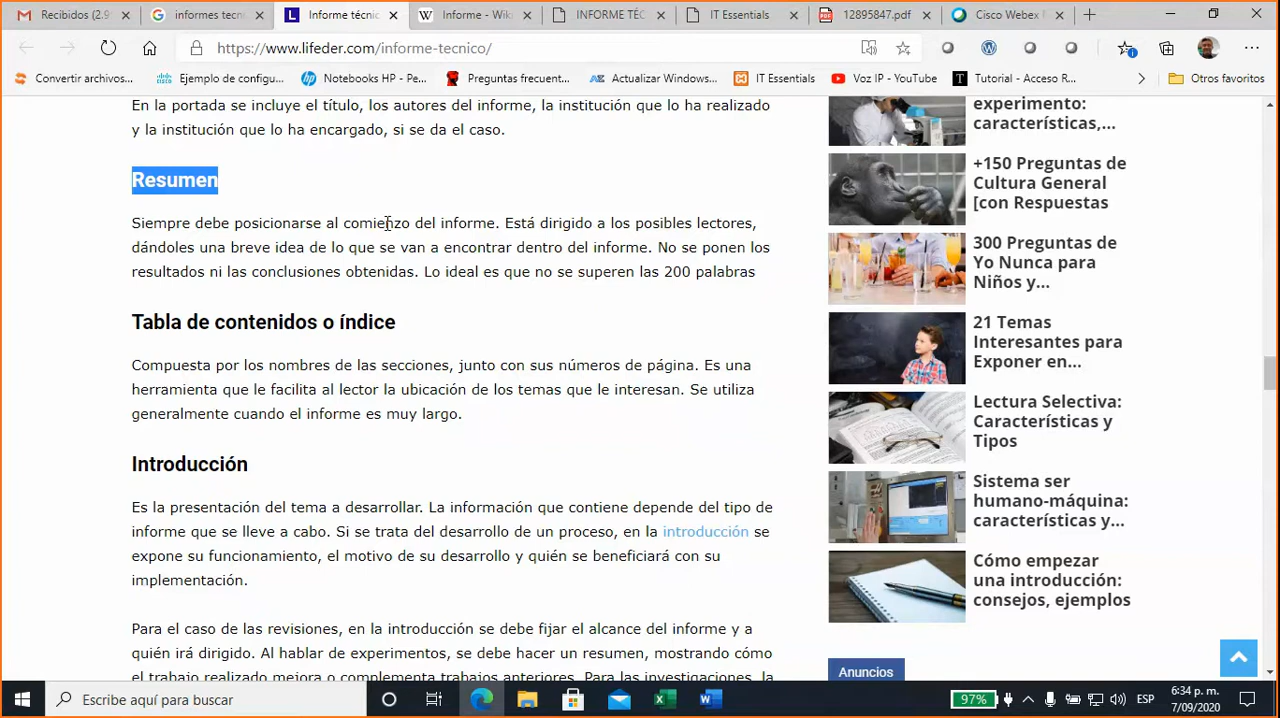 Recibidos (2.9
informes tecni
Informe técnic
Informe - Wiki
INFORME TÉC
IT Essentials
12895847.pdf
Cisco Webex
https://www.lifeder.com/informe-tecnico/
Convertir archivos...
Ejemplo de configu...
Notebooks HP - Pe...
Preguntas frecuent...
Actualizar Windows...
IT Essentials
Voz IP - YouTube
Tutorial - Acceso R...
Otros favoritos
En la portada se incluye el título, los autores del informe, la institución que lo ha realizado
y la institución que lo ha encargado, si se da el caso.
Resumen
Siempre debe posicionarse al comienzo del informe. Está dirigido a los posibles lectores,
dándoles una breve idea de lo que se van a encontrar dentro del informe. No se ponen los
resultados ni las conclusiones obtenidas. Lo ideal es que no se superen las 200 palabras
Tabla de contenidos o índice
Compuesta por los nombres de las secciones, junto con sus números de página. Es una
herramienta que le facilita al lector la ubicación de los temas que le interesan. Se utiliza
generalmente cuando el informe es muy largo.
Introducción
Es la presentación del tema a desarrollar. La información que contiene depende del tipo de
informe que se lleve a cabo. Si se trata del desarrollo de un proceso, en la introducción se
expone su funcionamiento, el motivo de su desarrollo y quién se beneficiará con su
implementación.
Para el caso de las revisiones, en la introducción se debe fijar el alcance del informe y a
quién irá dirigido. Al hablar de experimentos, se debe hacer un resumen, mostrando cómo
el trabajo realizado mejora o complementa trabajos anteriores. Para las investigaciones, la
experimento:
características,...
+150 Preguntas de
Cultura General
[con Respuestas
300 Preguntas de
Yo Nunca para
Niños y...
21 Temas
Interesantes para
Exponer en...
Lectura Selectiva:
Características y
Tipos
Sistema ser
humano-máquina:
características y...
Cómo empezar
una introducción:
consejos, ejemplos
Anuncios
Escribe aquí para buscar
97%
ESP
6:34 p. m.
7/09/2020